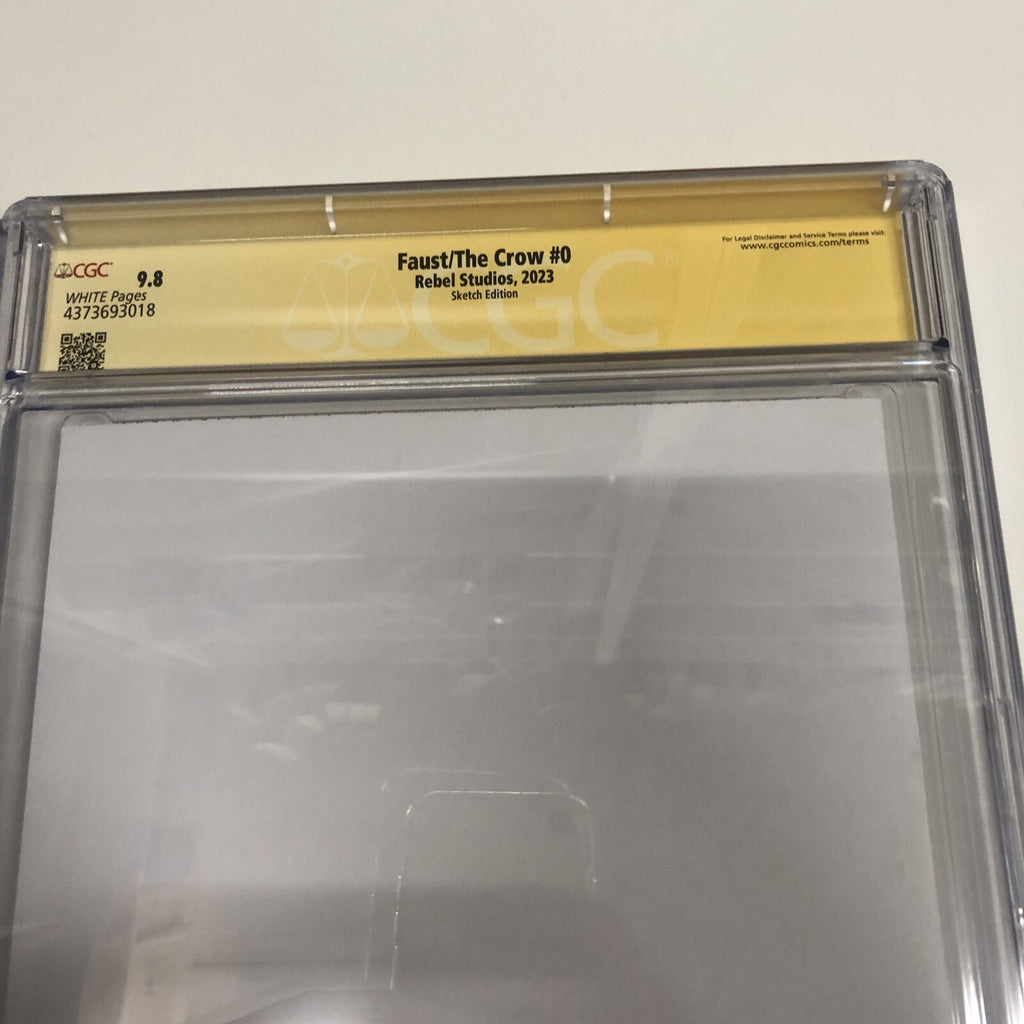 CGC
9.8
WHITE Pages
4373693018
Faust/The Crow #0
Rebel Studios, 2023
Sketch Edition
For Legal Disclaimer and Service Terms please visit:
www.cgccomics.com/terms
CGC